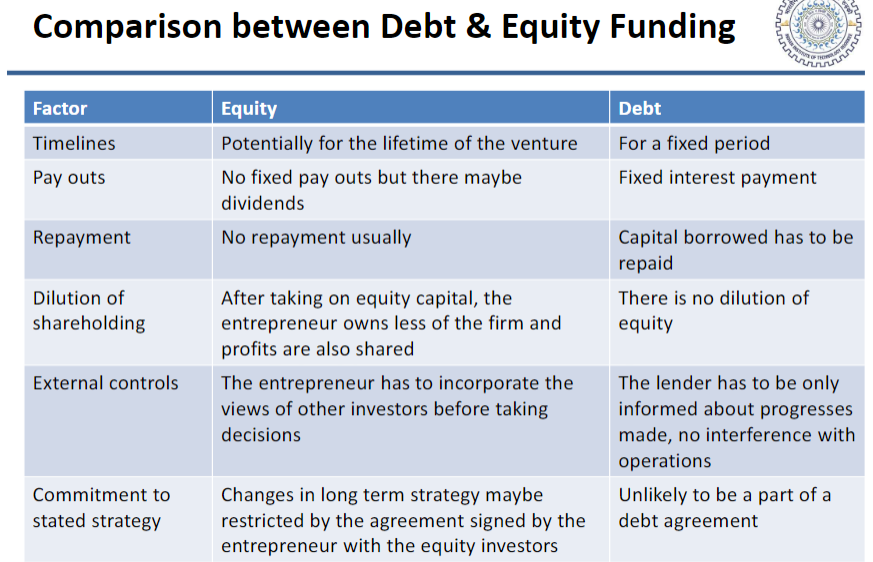 Comparison between Debt & Equity Funding
Factor Equity Debt
Timelines Potentially for the lifetime of the venture For a fixed period
Pay outs No fixed pay outs but there maybe Fixed interest payment
dividends
Repayment No repayment usually Capital borrowed has to be
repaid
Dilution of After taking on equity capital, the There is no dilution of
shareholding entrepreneur owns less of the firm and equity
profits are also shared
External controls The entrepreneur has to incorporate the The lender has to be only
views of other investors before taking informed about progresses
decisions made, no interference with
operations
Commitment to Changes in long term strategy maybe Unlikely to be a part of a
stated strategy restricted by the agreement signed by the debt agreement
entrepreneur with the equity investors